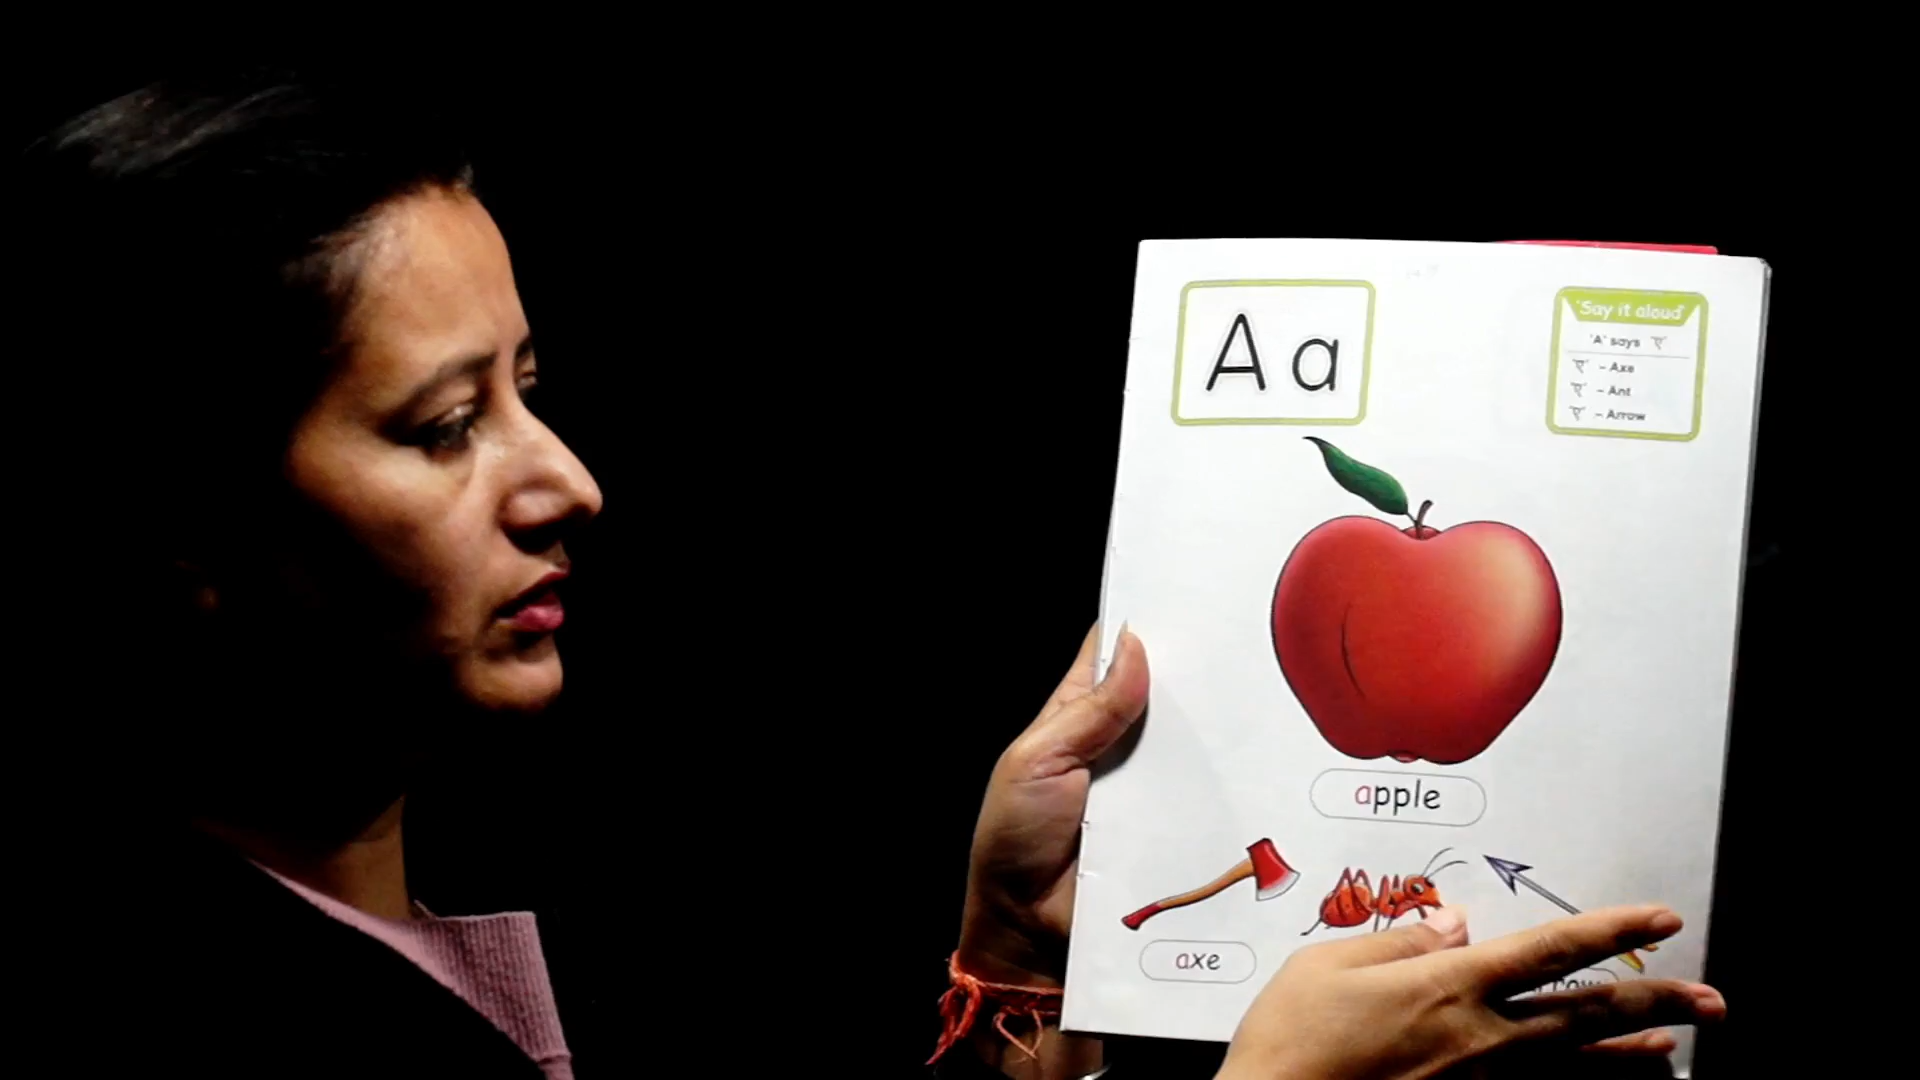 A a
'Say it aloud'
'A' says ऍ
ऍ - Axe
ऍ - Ant
ऍ - Arrow
apple
axe